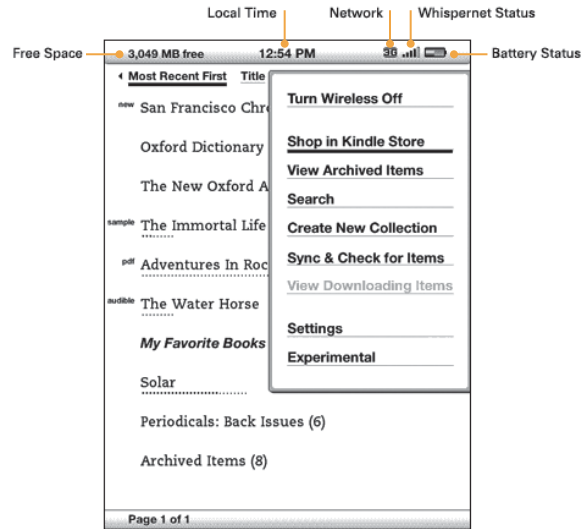 Local Time Network Whispernet Status
Free Space Battery Status
3,049 MB free 12:54 PM 3G
Most Recent First Title
new San Francisco Chr
Oxford Dictionary
The New Oxford A
sample The Immortal Life
pdf Adventures In Roc
audible The Water Horse
My Favorite Books
Solar
Periodicals: Back Issues (6)
Archived Items (8)
Turn Wireless Off
Shop in Kindle Store
View Archived Items
Search
Create New Collection
Sync & Check for Items
View Downloading Items
Settings
Experimental
Page 1 of 1